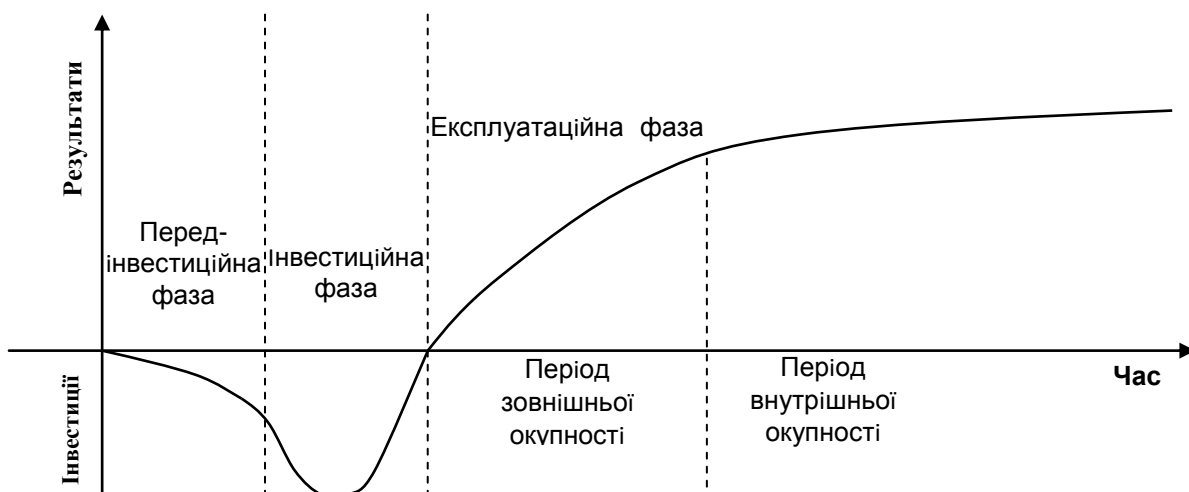 Результати
Експлуатаційна фаза
Перед-
інвестиційна
фаза
Інвестиційна
фаза
Інвестиції
Період
зовнішньої
окупності
Період
внутрішньої
окупності
Час